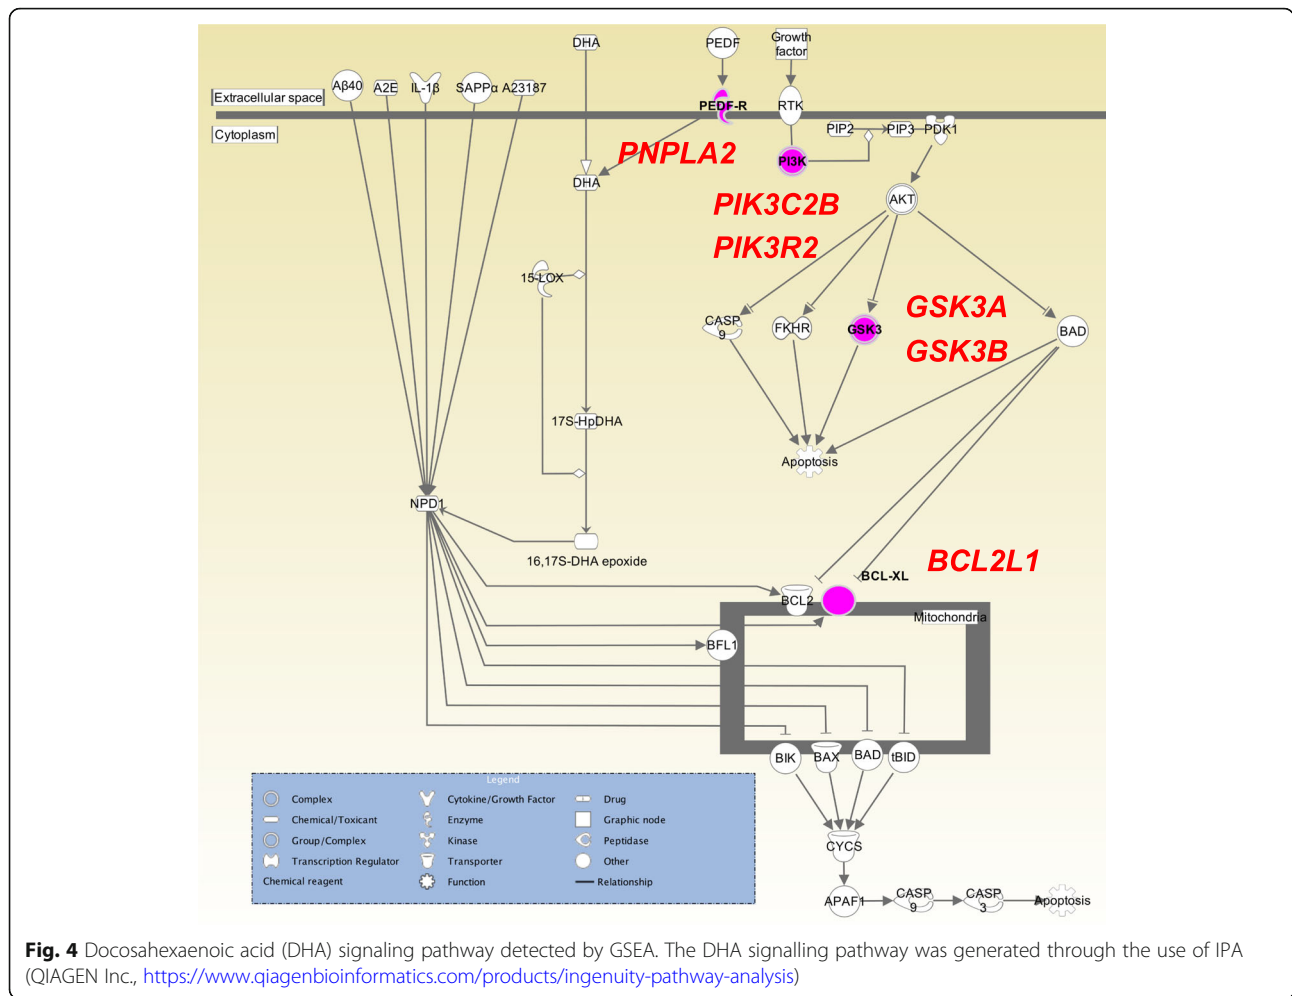 DHA
PEDF
Growth
factor
Aβ40
A2E
IL-1β
SAPPα
A23187
Extracellular space
PEDF-R
RTK
Cytoplasm
PIP2
PIP3
PDK1
PNPLA2
PI3K
DHA
PIK3C2B
AKT
PIK3R2
15-LOX
GSK3A
CASP
9
FKHR
GSK3
BAD
GSK3B
17S-HpDHA
Apoptosis
NPD1
16,17S-DHA epoxide
BCL2L1
BCL-XL
BCL2
Mitochondria
BFL1
BIK
BAX
BAD
tBID
Legend
Complex
Cytokine/Growth Factor
Drug
Chemical/Toxicant
Enzyme
Graphic node
Group/Complex
Kinase
Peptidase
Transcription Regulator
Transporter
Other
Chemical reagent
Function
Relationship
CYCS
APAF1
CASP
9
CASP
3
Apoptosis
Fig. 4 Docosahexaenoic acid (DHA) signaling pathway detected by GSEA. The DHA signalling pathway was generated through the use of IPA
(QIAGEN Inc., https://www.qiagenbioinformatics.com/products/ingenuity-pathway-analysis)